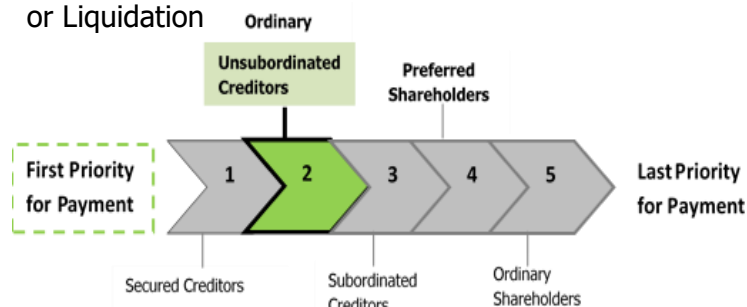 or Liquidation
Ordinary
Unsubordinated
Creditors
Preferred
Shareholders
First Priority
for Payment
1
2
3
4
5
Last Priority
for Payment
Secured Creditors
Subordinated
Creditors
Ordinary
Shareholders